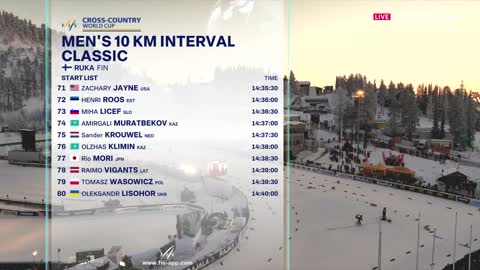 LIVE
FIS
CROSS-COUNTRY
WORLD CUP
MEN'S 10 KM INTERVAL
CLASSIC
RUKA FIN
START LIST TIME
71 ZACHARY JAYNE USA 14:35:30
72 HENRI ROOS EST 14:36:00
73 MIHA LICEF SLO 14:36:30
74 AMIRGALI MURATBEKOV KAZ 14:37:00
75 Sander KROUWEL NED 14:37:30
76 OLZHAS KLIMIN KAZ 14:38:00
77 Rio MORI JPN 14:38:30
78 RAIMO VIGANTS LAT 14:39:00
79 TOMASZ WASOWICZ POL 14:39:30
80 OLEKSANDR LISOHOR UKR 14:40:00
www.fis-app.com